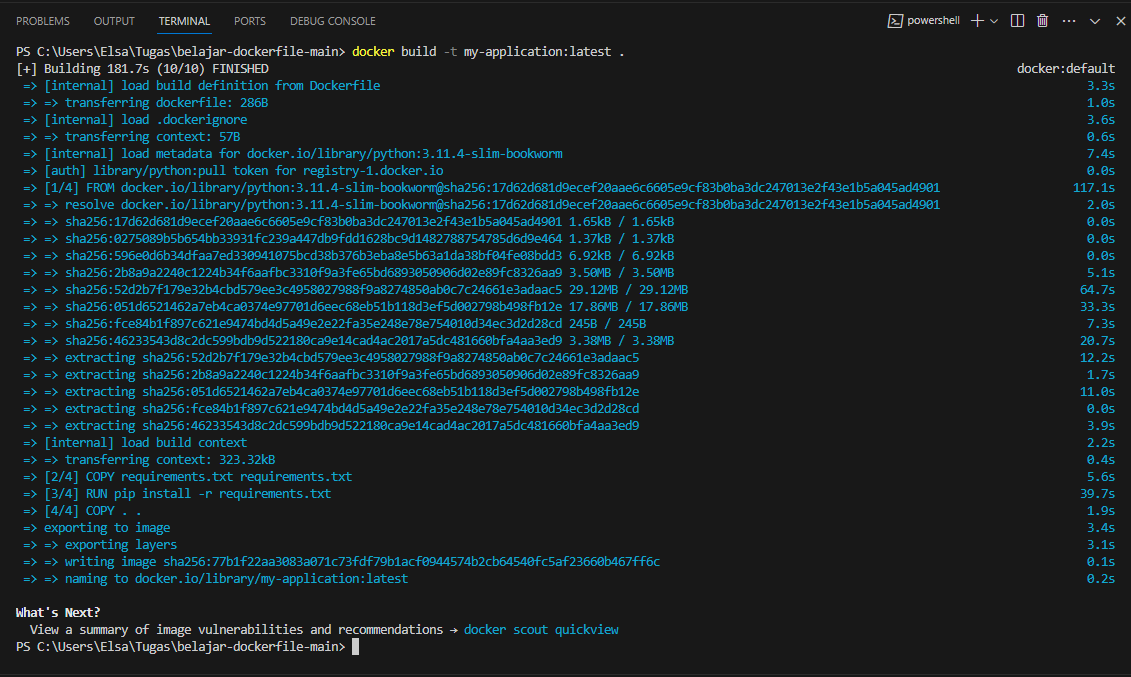 PROBLEMS OUTPUT TERMINAL PORTS DEBUG CONSOLE powershell
PS C:\Users\Elsa\Tugas\belajar-dockerfile-main> docker build -t my-application:latest .
[+] Building 181.7s (10/10) FINISHED docker:default
=> [internal] load build definition from Dockerfile 3.3s
=> => transferring dockerfile: 286B 1.0s
=> [internal] load .dockerignore 3.6s
=> => transferring context: 57B 0.6s
=> [internal] load metadata for docker.io/library/python:3.11.4-slim-bookworm 7.4s
=> [auth] library/python:pull token for registry-1.docker.io 0.0s
=> [1/4] FROM docker.io/library/python:3.11.4-slim-bookworm@sha256:17d62d681d9ecef20aae6c6605e9cf83b0ba3dc247013e2f43e1b5a045ad4901 117.1s
=> => resolve docker.io/library/python:3.11.4-slim-bookworm@sha256:17d62d681d9ecef20aae6c6605e9cf83b0ba3dc247013e2f43e1b5a045ad4901 2.0s
=> => sha256:17d62d681d9ecef20aae6c6605e9cf83b0ba3dc247013e2f43e1b5a045ad4901 1.65kB / 1.65kB 0.0s
=> => sha256:0275089b5b654bb33931fc239a447db9fdd1628bc9d1482788754785d6d9e464 1.37kB / 1.37kB 0.0s
=> => sha256:596e0d6b34dfaa7ed330941075bcd38b376b3eba8e5b63a1da38bf04fe08bdd3 6.92kB / 6.92kB 0.0s
=> => sha256:2b8a9a2240c1224b34f6aafbc3310f9a3fe65bd6893050906d02e89fc8326aa9 3.50MB / 3.50MB 5.1s
=> => sha256:52d2b7f179e32b4cbd579ee3c4958027988f9a8274850ab0c7c24661e3adaac5 29.12MB / 29.12MB 64.7s
=> => sha256:051d6521462a7eb4ca0374e97701d6eec68eb51b118d3ef5d002798b498fb12e 17.86MB / 17.86MB 33.3s
=> => sha256:fce84b1f897c621e9474bd4d5a49e2e22fa35e248e78e754010d34ec3d2d28cd 245B / 245B 7.3s
=> => sha256:46233543d8c2dc599bdb9d522180ca9e14cad4ac2017a5dc481660bfa4aa3ed9 3.38MB / 3.38MB 20.7s
=> => extracting sha256:52d2b7f179e32b4cbd579ee3c4958027988f9a8274850ab0c7c24661e3adaac5 12.2s
=> => extracting sha256:2b8a9a2240c1224b34f6aafbc3310f9a3fe65bd6893050906d02e89fc8326aa9 1.7s
=> => extracting sha256:051d6521462a7eb4ca0374e97701d6eec68eb51b118d3ef5d002798b498fb12e 11.0s
=> => extracting sha256:fce84b1f897c621e9474bd4d5a49e2e22fa35e248e78e754010d34ec3d2d28cd 0.0s
=> => extracting sha256:46233543d8c2dc599bdb9d522180ca9e14cad4ac2017a5dc481660bfa4aa3ed9 3.9s
=> [internal] load build context 2.2s
=> => transferring context: 323.32kB 0.4s
=> [2/4] COPY requirements.txt requirements.txt 5.6s
=> [3/4] RUN pip install -r requirements.txt 39.7s
=> [4/4] COPY . . 1.9s
=> exporting to image 3.4s
=> => exporting layers 3.1s
=> => writing image sha256:77b1f22aa3083a071c73fdf79b1acf0944574b2cb64540fc5af23660b467ff6c 0.1s
=> => naming to docker.io/library/my-application:latest 0.2s
What's Next?
View a summary of image vulnerabilities and recommendations → docker scout quickview
PS C:\Users\Elsa\Tugas\belajar-dockerfile-main>